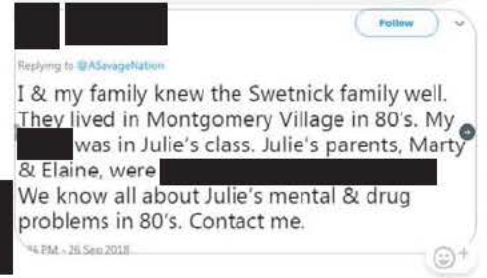 Follow
Replying to @ASavageNation
I & my family knew the Swetnick family well.
They lived in Montgomery Village in 80's. My
was in Julie's class. Julie's parents, Marty
& Elaine, were
We know all about Julie's mental & drug
problems in 80's. Contact me.
PM - 26 Sep 2018